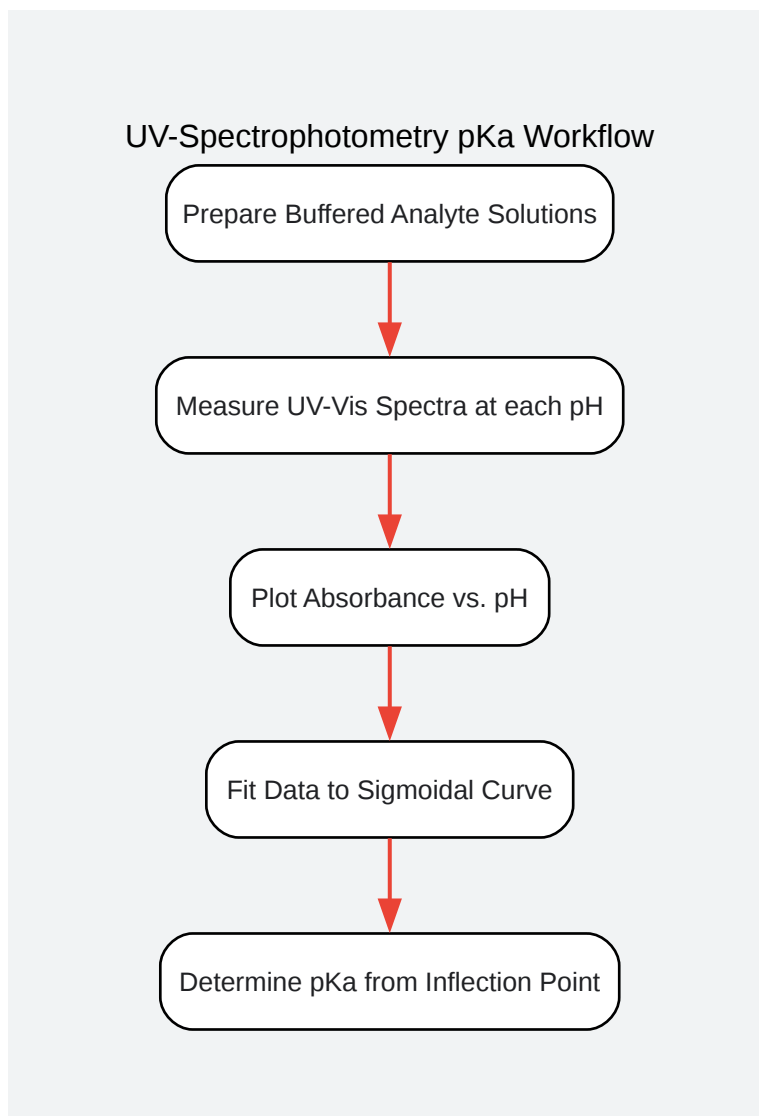 UV-Spectrophotometry pKa Workflow
Prepare Buffered Analyte Solutions
Measure UV-Vis Spectra at each pH
Plot Absorbance vs. pH
Fit Data to Sigmoidal Curve
Determine pKa from Inflection Point